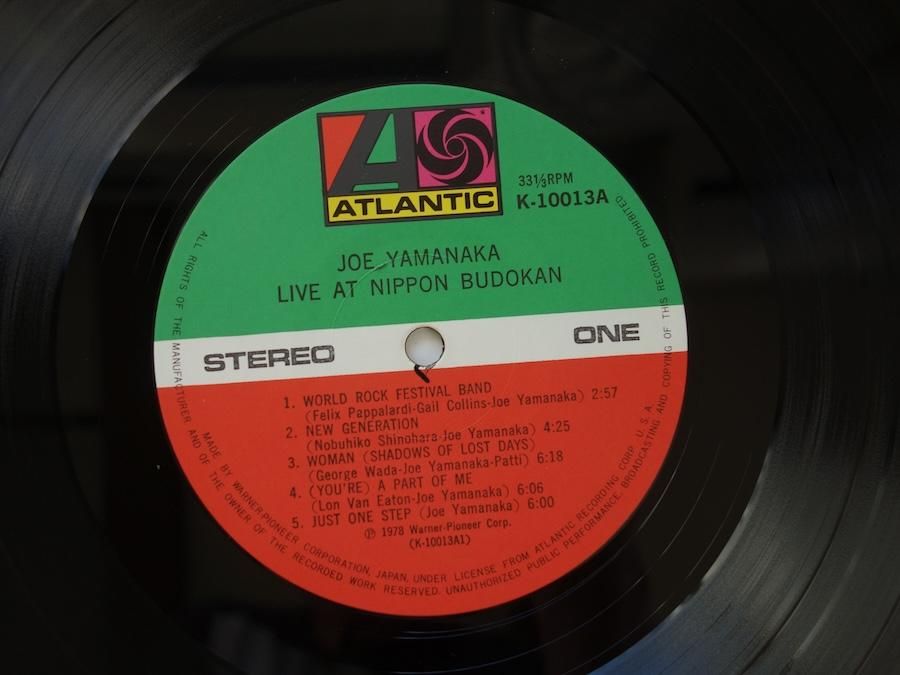 ATLANTIC
33⅓RPM
K-10013A
JOE YAMANAKA
LIVE AT NIPPON BUDOKAN
STEREO
ONE
1. WORLD ROCK FESTIVAL BAND
(Felix Pappalardi-Gail Collins-Joe Yamanaka) 2:57
2. NEW GENERATION
(Nobuhiko Shinohara-Joe Yamanaka) 4:25
3. WOMAN (SHADOWS OF LOST DAYS)
(George Wada-Joe Yamanaka-Patti) 6:18
4. (YOU'RE) A PART OF ME
(Lon Van Eaton-Joe Yamanaka) 6:06
5. JUST ONE STEP (Joe Yamanaka) 6:00
Ⓟ 1978 Warner-Pioneer Corp.
(K-10013A1)
MADE BY WARNER-PIONEER CORPORATION, JAPAN, UNDER LICENSE FROM ATLANTIC RECORDING CORP. U.S.A.
ALL RIGHTS OF THE MANUFACTURER AND OF THE OWNER OF THE RECORDED WORK RESERVED. UNAUTHORIZED PUBLIC PERFORMANCE, BROADCASTING AND COPYING OF THIS RECORD PROHIBITED